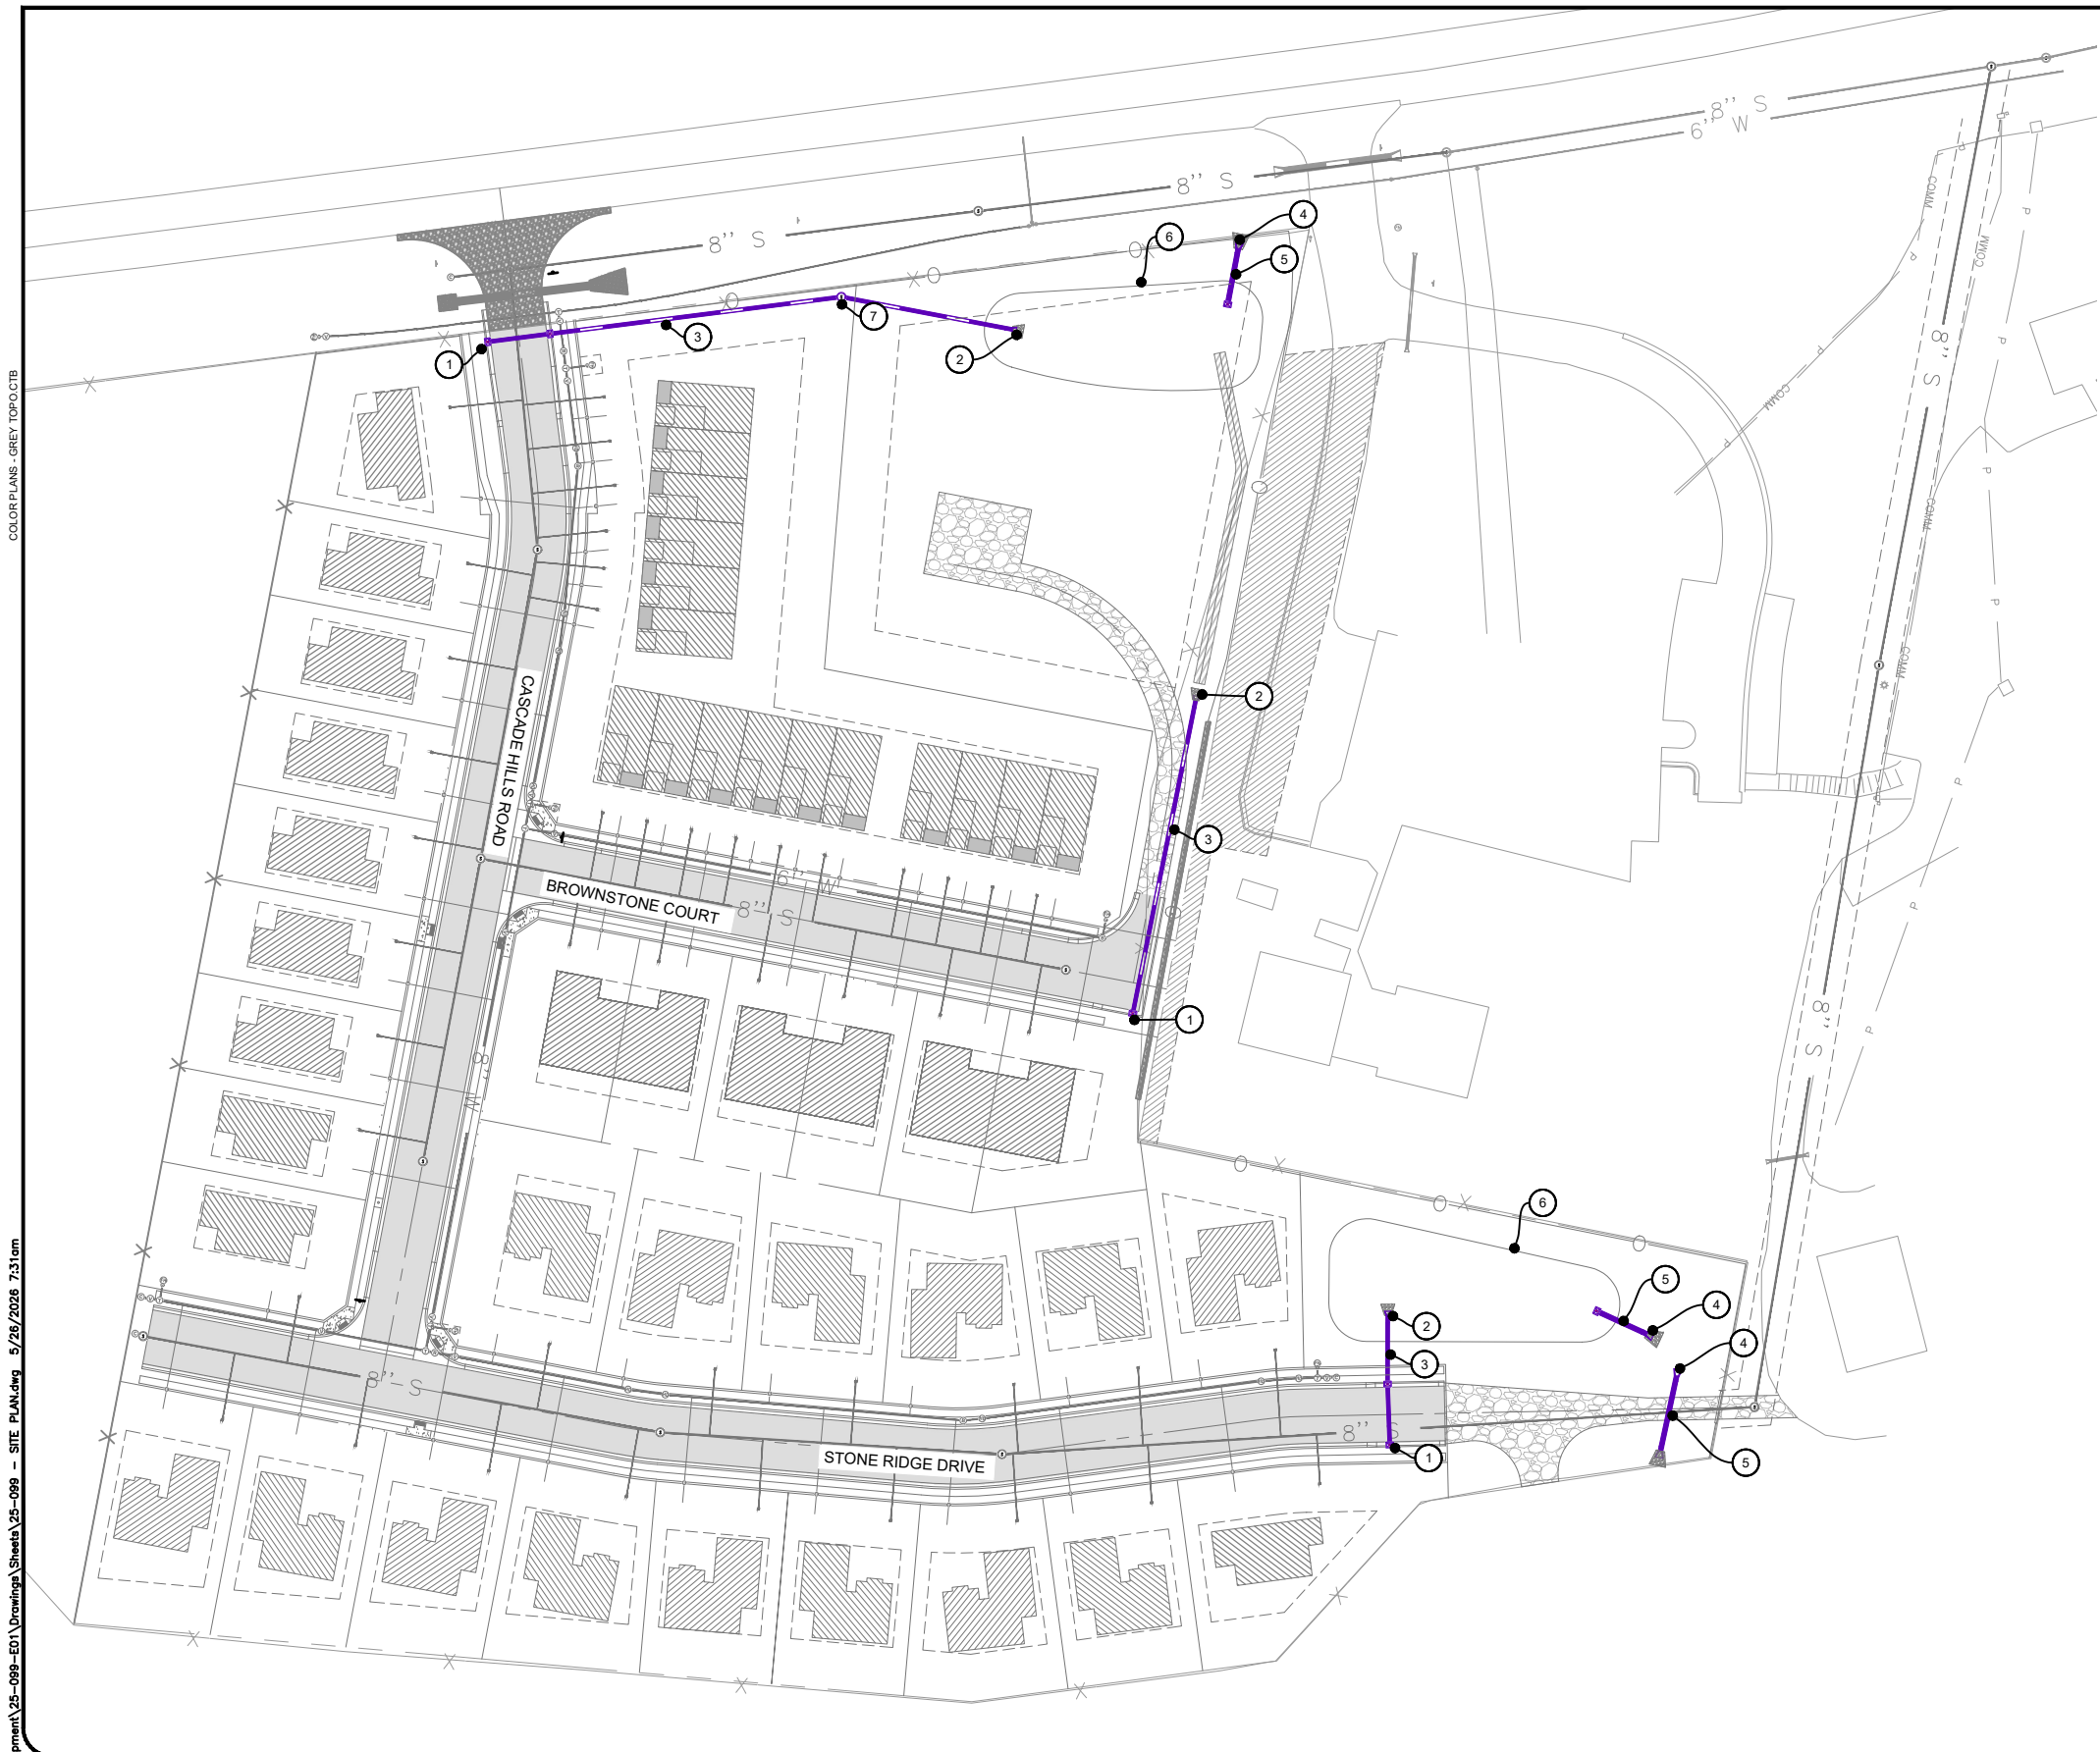 8'' S
6'' W
8'' S
4
8'' S
6
O
X
5
X
O
X
O
7
3
2
X
1
X
COMM
P
COMM
P
P
P
8'' S
COMM
P
P
P
COLOR PLANS - GREY TOPO.CTB
X
O
X
P
COMM
P
X
P
COMM
CASCADE HILLS ROAD
2
X
P
3
6'' W
BROWNSTONE COURT
8'' S
X
O
P
X
1
8'' S
P
8'' W
X
O
X
O
X
6
O
X
5
4
2
4
3
X
8'' S
X
8'' S
1
5
STONE RIDGE DRIVE
X
X
X
X
X
pment\25-099-E01\Drawings\Sheets\25-099 - SITE PLAN.dwg 5/26/2026 7:31am